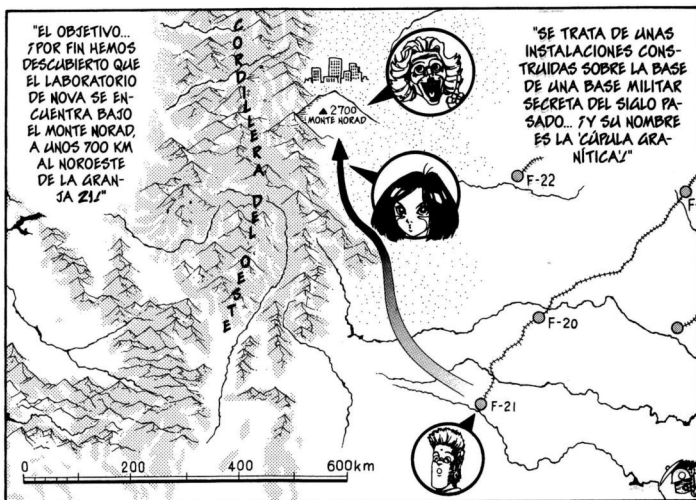 "EL OBJETIVO...
¡POR FIN HEMOS
DESCUBIERTO QUE
EL LABORATORIO
DE NOVA SE EN-
CUENTRA BAJO
EL MONTE NORAD,
A UNOS 700 KM
AL NOROESTE
DE LA GRAN-
JA 21!"
CORDILLERA DEL OESTE
▲ 2700
MONTE NORAD
"SE TRATA DE UNAS
INSTALACIONES CONS-
TRUIDAS SOBRE LA BASE
DE UNA BASE MILITAR
SECRETA DEL SIGLO PA-
SADO... ¡Y SU NOMBRE
ES LA 'CÚPULA GRA-
NÍTICA'!"
F-22
F-20
F-21
0 200 400 600km